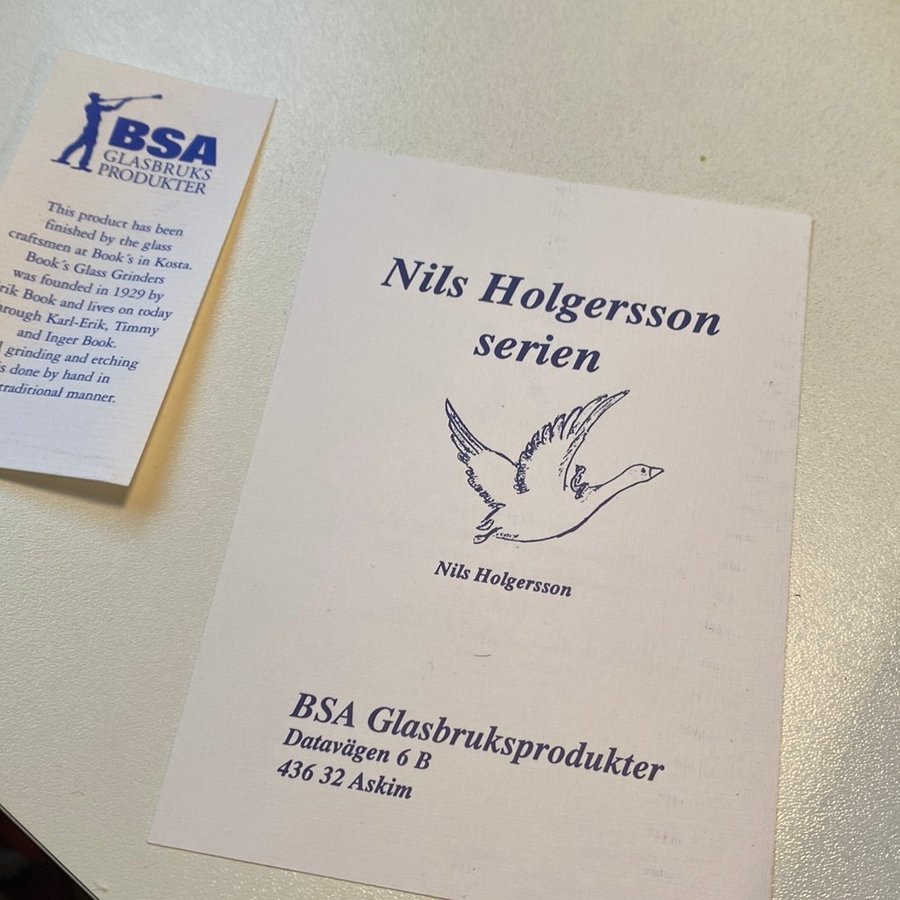 BSA
GLASBRUKS
PRODUKTER
This product has been
finished by the glass
craftsmen at Book´s in Kosta.
Book´s Glass Grinders
was founded in 1929 by
rik Book and lives on today
hrough Karl-Erik, Timmy
and Inger Book.
grinding and etching
s done by hand in
traditional manner.
Nils Holgersson
serien
Nils Holgersson
BSA Glasbruksprodukter
Datavägen 6 B
436 32 Askim